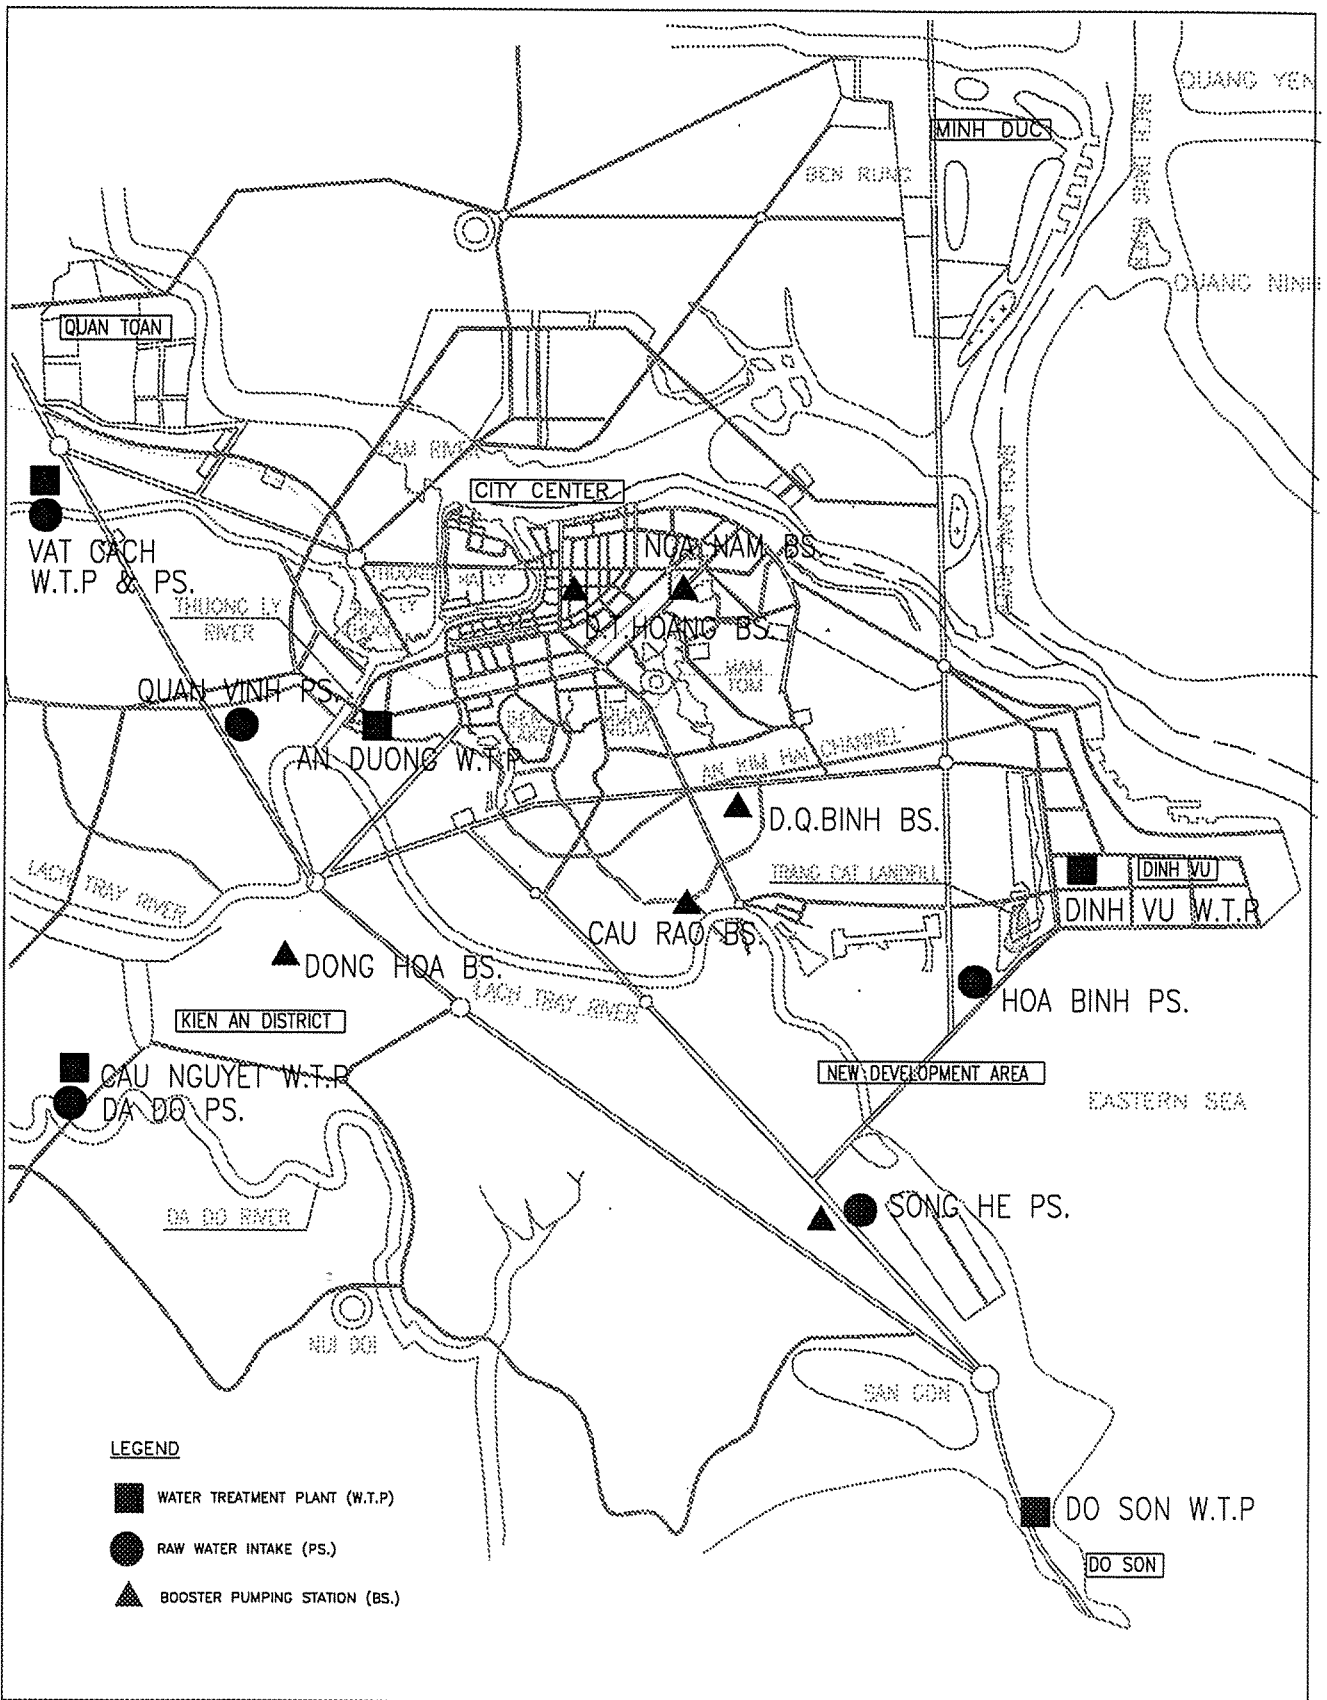 QUANG YEN
MINH DUC
BEN RUNG
QUANG NINH
QUAN TOAN
CAM RIVER
CITY CENTER
NGA NAM BS.
VAT CACH
W.T.P & PS.
THUONG LY
RIVER
D.T.HOANG BS.
NAM
QUAN VINH PS.
AN DUONG W.T.P
AN KIM HAI CHANNEL
D.Q.BINH BS.
LACH TRAY RIVER
TRANG CAT LANDFILL
DINH VU
DINH VU W.T.P
CAU RAO BS.
DONG HOA BS.
LACH TRAY RIVER
HOA BINH PS.
KIEN AN DISTRICT
CAU NGUYET W.T.P
DA DO PS.
NEW DEVELOPMENT AREA
EASTERN SEA
DA DO RIVER
SONG HE PS.
NUI DOI
SAN GON
LEGEND
WATER TREATMENT PLANT (W.T.P)
RAW WATER INTAKE (PS.)
BOOSTER PUMPING STATION (BS.)
DO SON W.T.P
DO SON